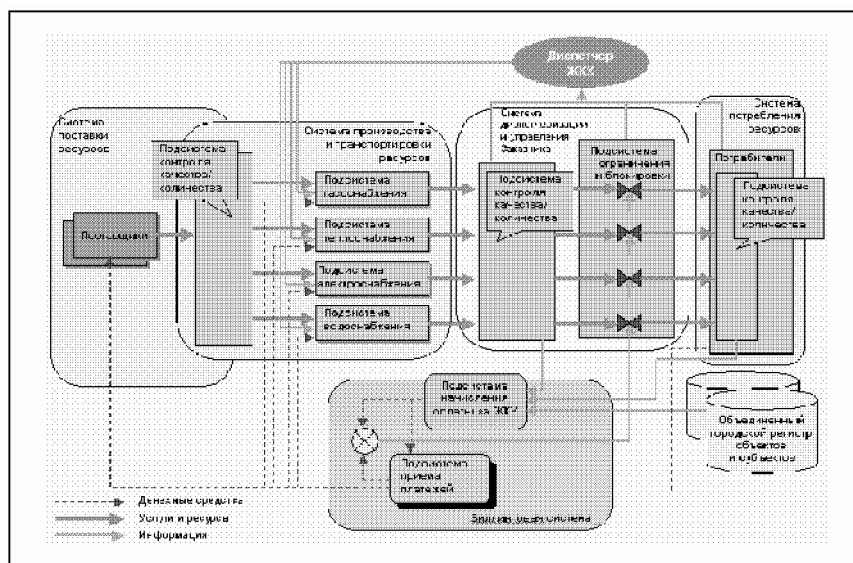 Диспетчер
ЖКХ
Система
поставки
ресурсов
Система производства
и транспортировки
ресурсов
Система
диспетчеризации
и управления
Заказчика
Система
потребления
ресурсов
Подсистема
контроля
качества/
количества
Подсистема
газоснабжения
Подсистема
контроля
качества/
количества
Подсистема
ограничения
и блокировки
Потребители
Подсистема
контроля
качества/
количества
Поставщики
Подсистема
теплоснабжения
Подсистема
электроснабжения
Подсистема
водоснабжения
Подсистема
начисления
оплаты за ЖКУ
Объединенный
городской регистр
объектов
и субъектов
Подсистема
приема
платежей
Биллинговая система
Денежные средства
Услуги и ресурсы
Информация